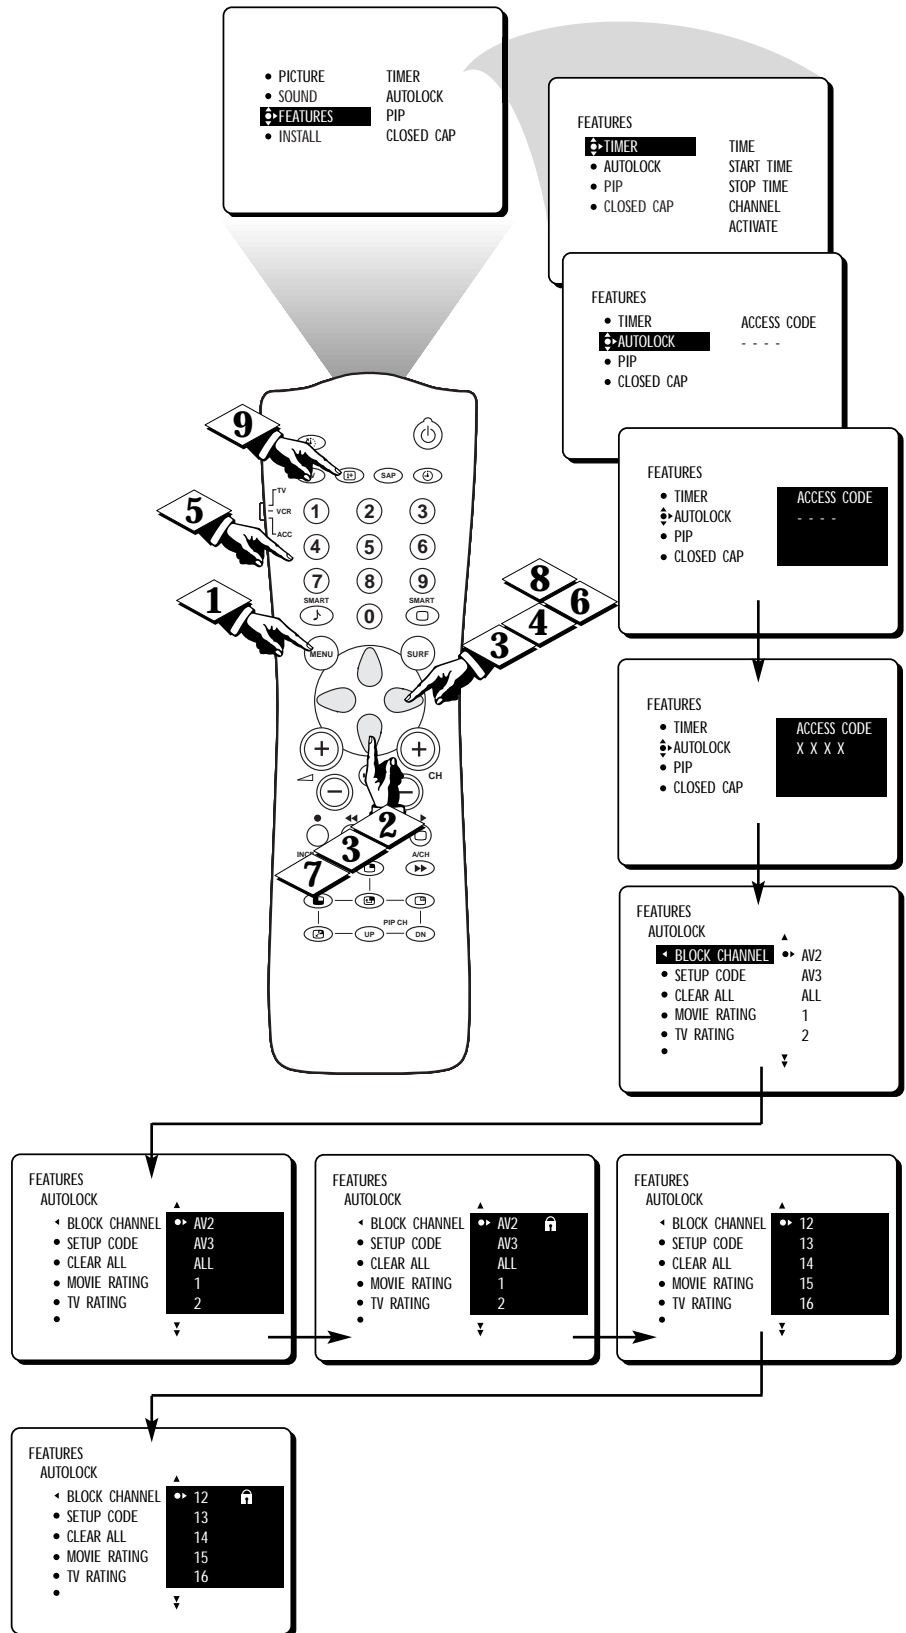 PICTURE TIMER
SOUND AUTOLOCK
FEATURES PIP
INSTALL CLOSED CAP
FEATURES
TIMER TIME
AUTOLOCK START TIME
PIP STOP TIME
CLOSED CAP CHANNEL
ACTIVATE
FEATURES
TIMER ACCESS CODE
AUTOLOCK - - - -
PIP
CLOSED CAP
FEATURES
TIMER ACCESS CODE
AUTOLOCK - - - -
PIP
CLOSED CAP
FEATURES
TIMER ACCESS CODE
AUTOLOCK X X X X
PIP
CLOSED CAP
FEATURES
AUTOLOCK
BLOCK CHANNEL AV2
SETUP CODE AV3
CLEAR ALL ALL
MOVIE RATING 1
TV RATING 2
9
SAP
TV
VCR
ACC
5
1 2 3
4 5 6
7 8 9
SMART SMART
0
1
MENU SURF
8
6
4
3
CH
2
3
7
A/CH
PIP CH
UP DN
FEATURES
AUTOLOCK
BLOCK CHANNEL AV2
SETUP CODE AV3
CLEAR ALL ALL
MOVIE RATING 1
TV RATING 2
FEATURES
AUTOLOCK
BLOCK CHANNEL AV2
SETUP CODE AV3
CLEAR ALL ALL
MOVIE RATING 1
TV RATING 2
FEATURES
AUTOLOCK
BLOCK CHANNEL 12
SETUP CODE 13
CLEAR ALL 14
MOVIE RATING 15
TV RATING 16
FEATURES
AUTOLOCK
BLOCK CHANNEL 12
SETUP CODE 13
CLEAR ALL 14
MOVIE RATING 15
TV RATING 16